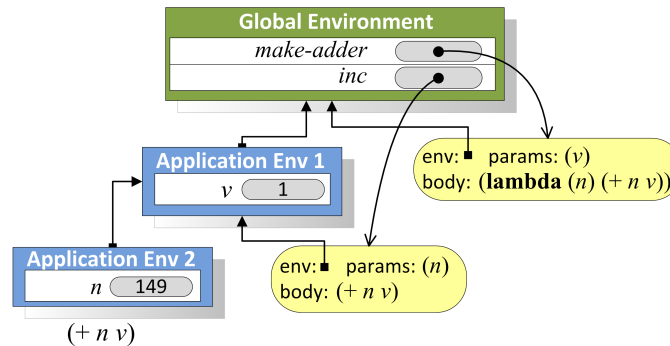 Global Environment
make-adder
inc
Application Env 1
v 1
env: params: (v)
body: (lambda (n) (+ n v))
Application Env 2
n 149
(+ n v)
env: params: (n)
body: (+ n v)